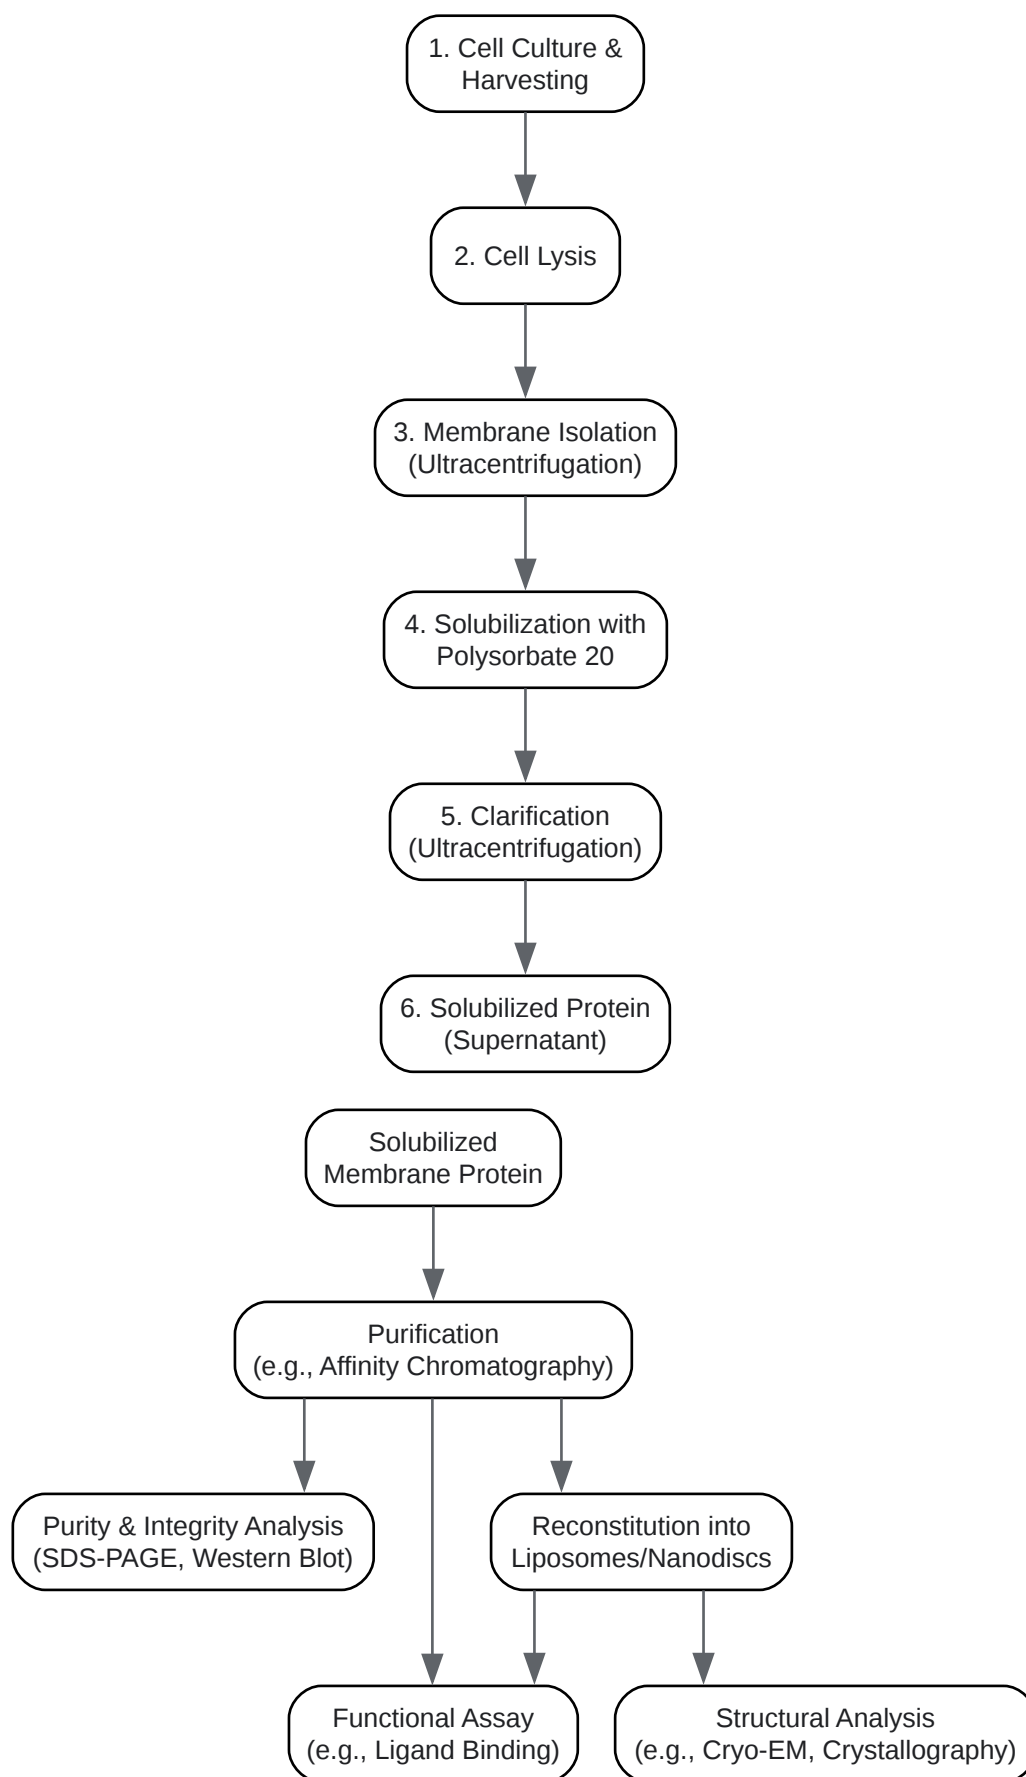 1. Cell Culture &
Harvesting
2. Cell Lysis
3. Membrane Isolation
(Ultracentrifugation)
4. Solubilization with
Polysorbate 20
5. Clarification
(Ultracentrifugation)
6. Solubilized Protein
(Supernatant)
Solubilized
Membrane Protein
Purification
(e.g., Affinity Chromatography)
Purity & Integrity Analysis
(SDS-PAGE, Western Blot)
Reconstitution into
Liposomes/Nanodiscs
Functional Assay
(e.g., Ligand Binding)
Structural Analysis
(e.g., Cryo-EM, Crystallography)